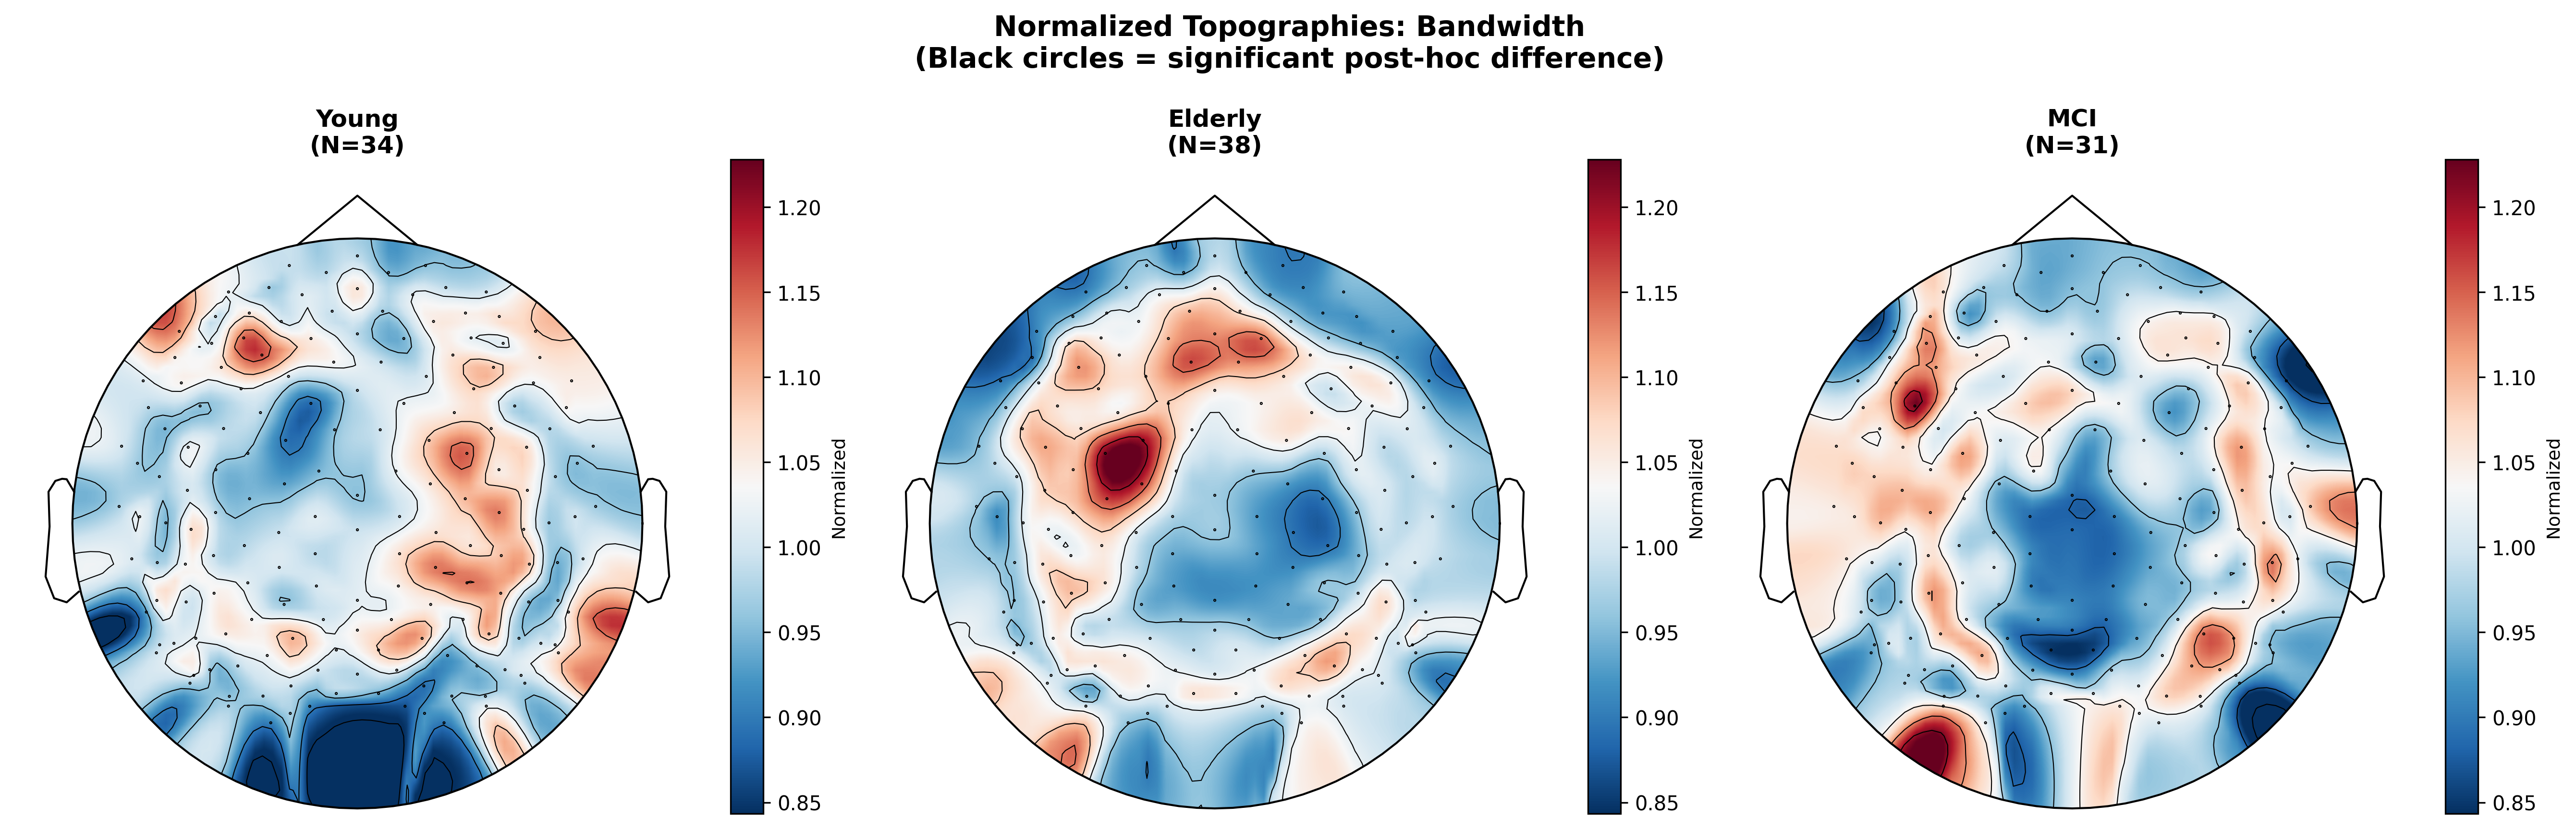 Normalized Topographies: Bandwidth
(Black circles = significant post-hoc difference)
Young
(N=34)
1.20
1.15
1.10
1.05
1.00
0.95
0.90
0.85
Normalized
Elderly
(N=38)
1.20
1.15
1.10
1.05
1.00
0.95
0.90
0.85
Normalized
MCI
(N=31)
1.20
1.15
1.10
1.05
1.00
0.95
0.90
0.85
Normalized